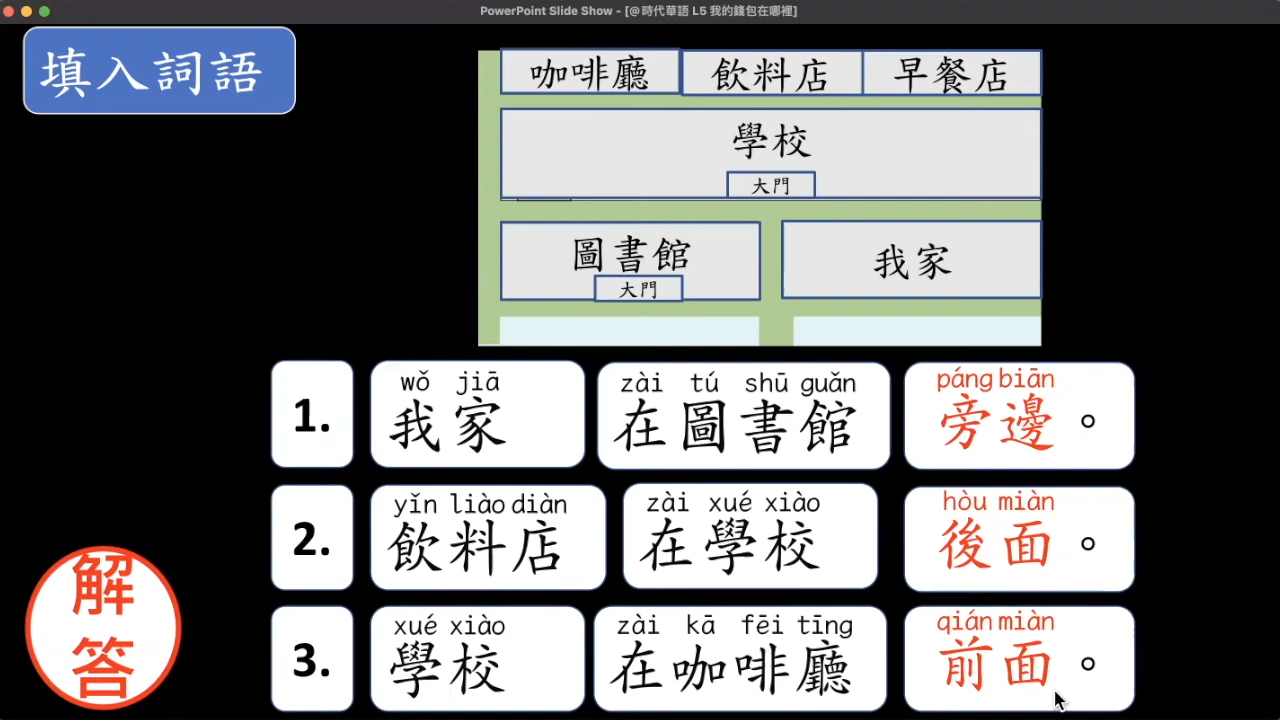 PowerPoint Slide Show - [@時代華語 L5 我的錢包在哪裡]
填入詞語
咖啡廳 飲料店 早餐店
學校
大門
圖書館 我家
大門
wǒ jiā zài tú shū guǎn páng biān
1. 我家 在圖書館 旁邊。
yǐn liào diàn zài xué xiào hòu miàn
2. 飲料店 在學校 後面。
xué xiào zài kā fēi tīng qián miàn
3. 學校 在咖啡廳 前面。
解
答